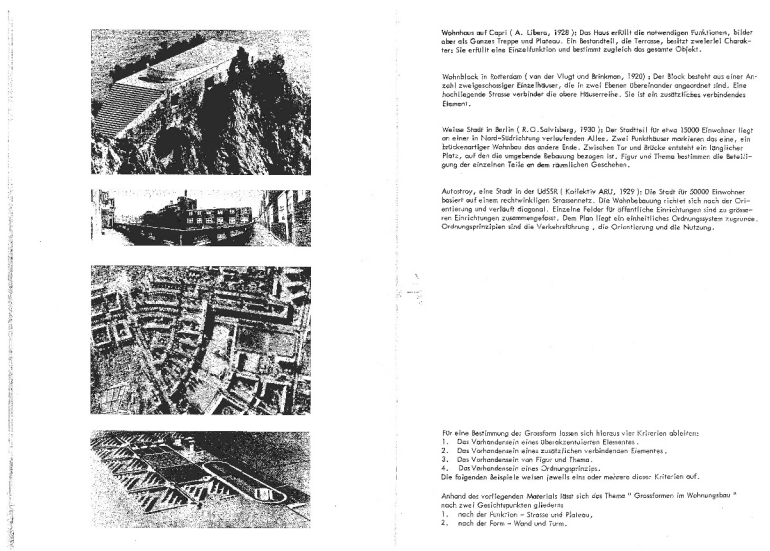 Wohnhaus auf Capri ( A. Libera, 1928 ): Das Haus erfüllt die notwendigen Funktionen, bildet
aber als Ganzes Treppe und Plateau. Ein Bestandteil, die Terrasse, besitzt zweierlei Charak-
ter: Sie erfüllt eine Einzelfunktion und bestimmt zugleich das gesamte Objekt.
Wohnblock in Rotterdam ( van der Vlugt und Brinkman, 1920) : Der Block besteht aus einer An-
zahl zweigeschossiger Einzelhäuser, die in zwei Ebenen übereinander angeordnet sind. Eine
hochliegende Strasse verbindet die obere Häuserreihe. Sie ist ein zusätzliches verbindendes
Element.
Weisse Stadt in Berlin ( R.O.Salvisberg, 1930 ): Der Stadtteil für etwa 15000 Einwohner liegt
an einer in Nord-Südrichtung verlaufenden Allee. Zwei Punkthäuser markieren das eine, ein
brückenartiger Wohnbau das andere Ende. Zwischen Tor und Brücke entsteht ein länglicher
Platz, auf den die umgebende Bebauung bezogen ist. Figur und Thema bestimmen die Beteili-
gung der einzelnen Teile an dem räumlichen Geschehen.
Autostroy, eine Stadt in der UdSSR ( Kollektiv ARU, 1929 ): Die Stadt für 50000 Einwohner
basiert auf einem rechtwinkligen Strassennetz. Die Wohnbebauung richtet sich nach der Ori-
entierung und verläuft diagonal. Einzelne Felder für öffentliche Einrichtungen sind zu grösse-
ren Einrichtungen zusammengefasst. Dem Plan liegt ein einheitliches Ordnungssystem zugrunde.
Ordnungsprinzipien sind die Verkehrsführung , die Orientierung und die Nutzung.
Für eine Bestimmung des Grossform lassen sich hieraus vier Kriterien ableiten:
1. Das Vorhandensein eines überakzentuierten Elementes.
2. Das Vorhandensein eines zusätzlichen verbindenden Elementes.
3. Das Vorhandensein von Figur und Thema.
4. Das Vorhandensein eines Ordnungsprinzips.
Die folgenden Beispiele weisen jeweils eins oder mehrere dieser Kriterien auf.
Anhand des vorliegenden Materials lässt sich das Thema " Grossformen im Wohnungsbau "
nach zwei Gesichtspunkten gliedern:
1. nach der Funktion - Strasse und Plateau,
2. nach der Form - Wand und Turm.